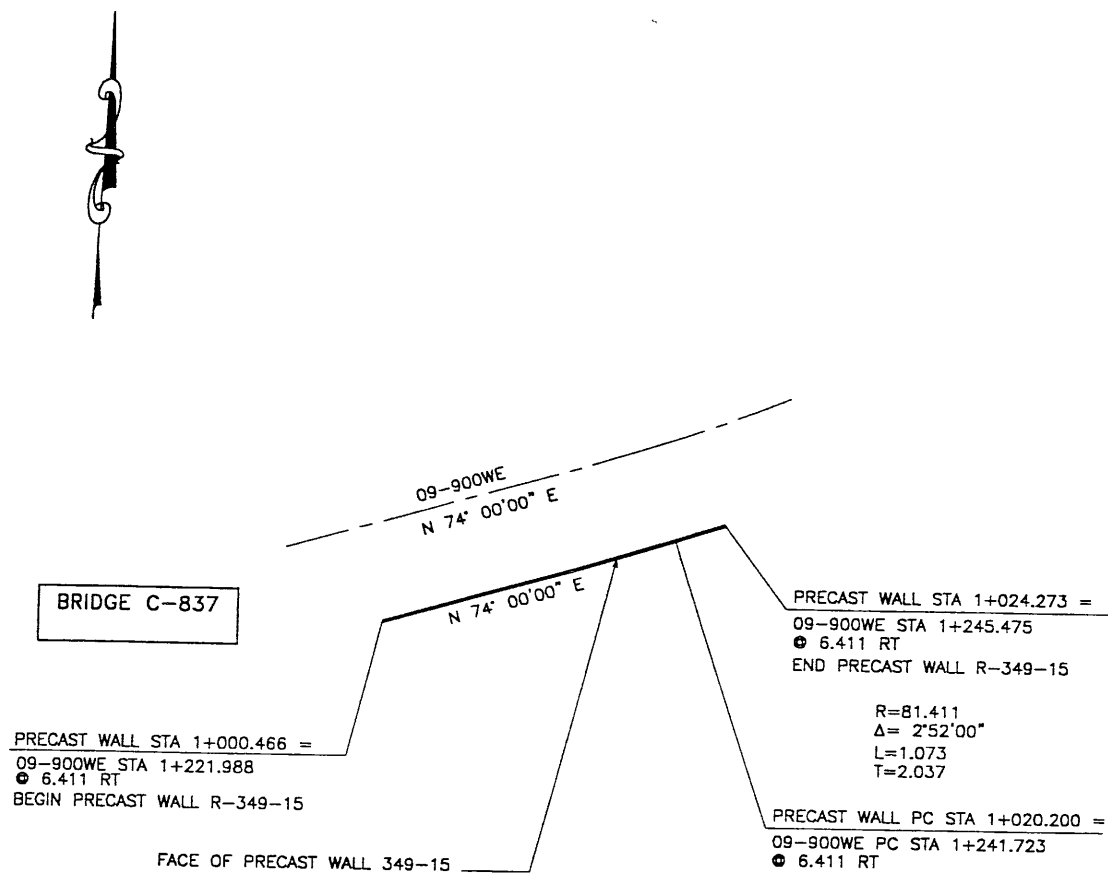 09-900WE
N 74° 00'00" E
N 74° 00'00" E
BRIDGE C-837
PRECAST WALL STA 1+024.273 =
09-900WE STA 1+245.475
@ 6.411 RT
END PRECAST WALL R-349-15
R=81.411
Δ= 2°52'00"
L=1.073
T=2.037
PRECAST WALL STA 1+000.466 =
09-900WE STA 1+221.988
@ 6.411 RT
BEGIN PRECAST WALL R-349-15
PRECAST WALL PC STA 1+020.200 =
09-900WE PC STA 1+241.723
@ 6.411 RT
FACE OF PRECAST WALL 349-15